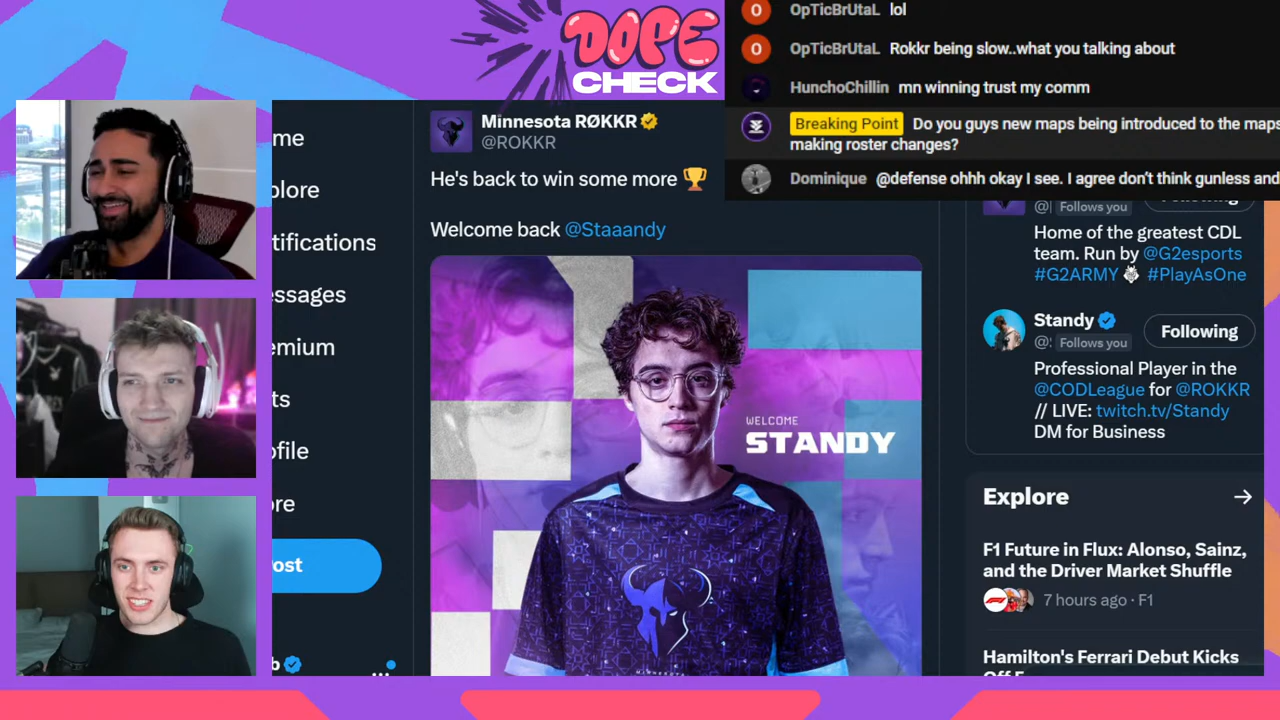 DOPE
CHECK
OpTicBrUtaL lol
OpTicBrUtaL Rokkr being slow..what you talking about
HunchoChillin mn winning trust my comm
Breaking Point Do you guys new maps being introduced to the maps
making roster changes?
Dominique @defense ohhh okay I see. I agree don't think gunless and
me
plore
tifications
essages
emium
ts
ofile
ore
ost
b
Minnesota RØKKR
@ROKKR
He's back to win some more 🏆
Welcome back @Staaandy
WELCOME
STANDY
MINNESOTA
Following
Follows you
Home of the greatest CDL
team. Run by @G2esports
#G2ARMY #PlayAsOne
Standy
Following
Follows you
Professional Player in the
@CODLeague for @ROKKR
// LIVE: twitch.tv/Standy
DM for Business
Explore
F1 Future in Flux: Alonso, Sainz,
and the Driver Market Shuffle
7 hours ago · F1
Hamilton's Ferrari Debut Kicks
Off F